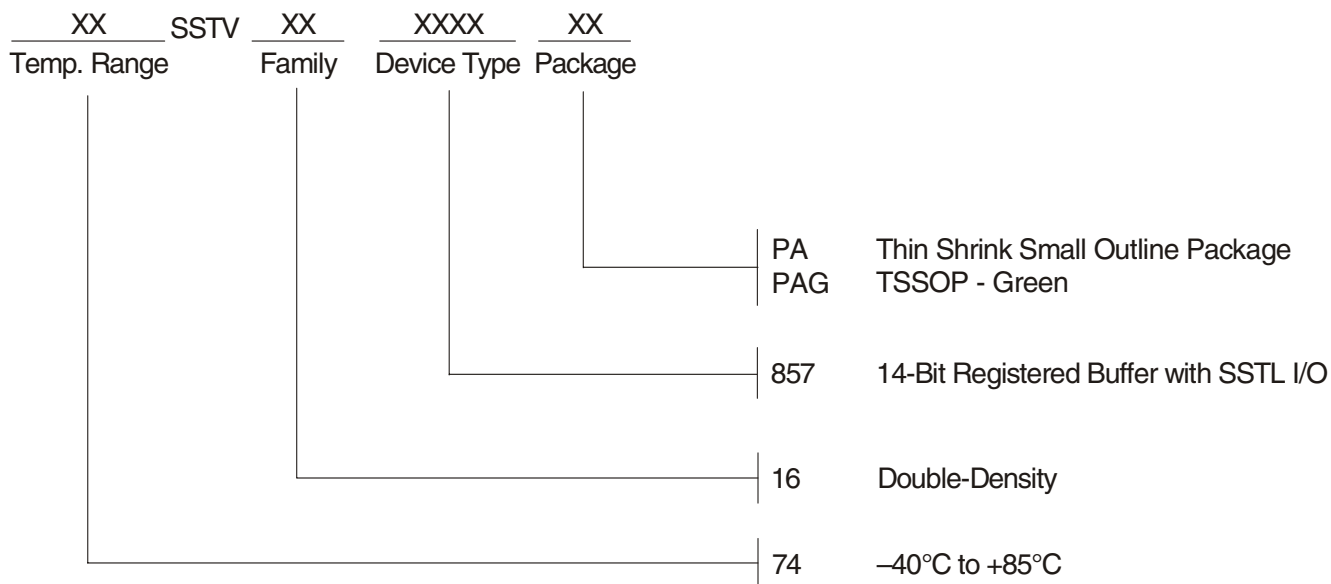 XX SSTV XX XXXX XX
Temp. Range Family Device Type Package
PA Thin Shrink Small Outline Package
PAG TSSOP - Green
857 14-Bit Registered Buffer with SSTL I/O
16 Double-Density
74 –40°C to +85°C